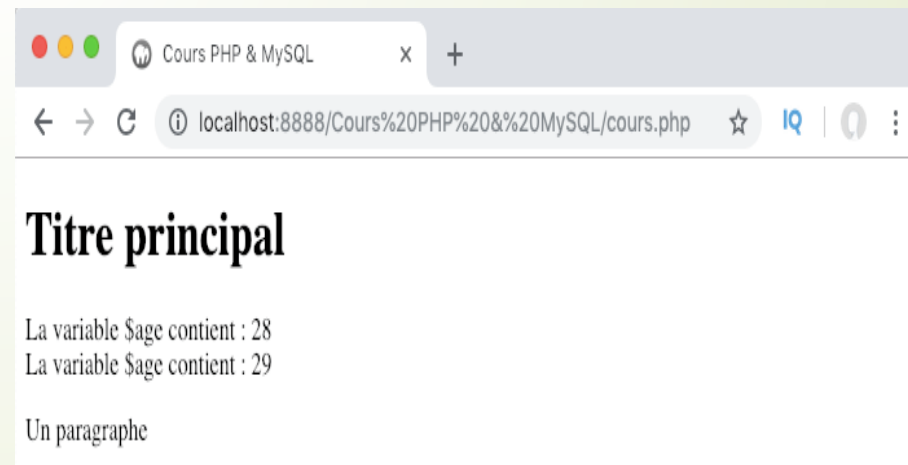 Cours PHP & MySQL
localhost:8888/Cours%20PHP%20&%20MySQL/cours.php
IQ
Titre principal
La variable $age contient : 28
La variable $age contient : 29
Un paragraphe